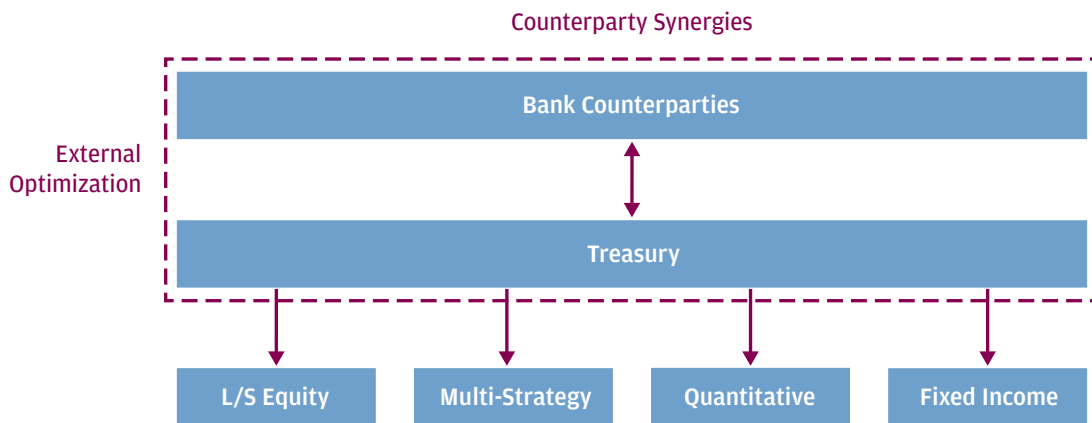 Counterparty Synergies
Bank Counterparties
External
Optimization
Treasury
L/S Equity
Multi-Strategy
Quantitative
Fixed Income